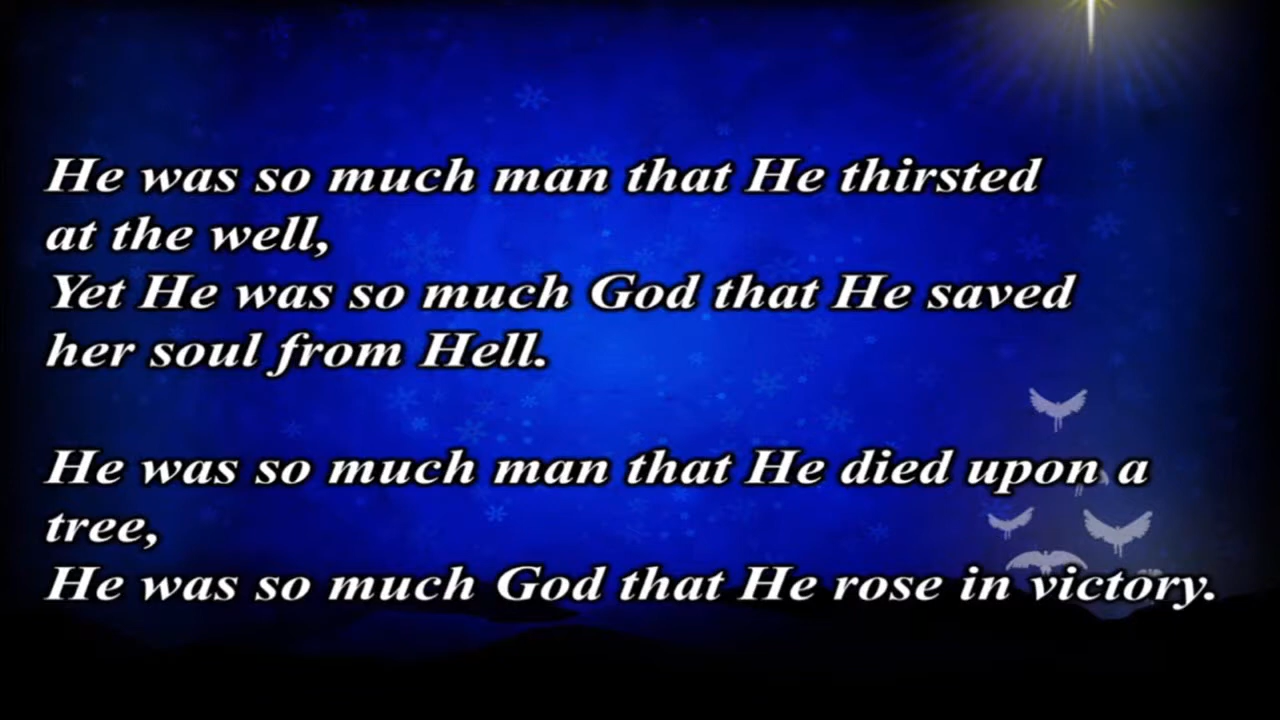 He was so much man that He thirsted
at the well,
Yet He was so much God that He saved
her soul from Hell.
He was so much man that He died upon a
tree,
He was so much God that He rose in victory.